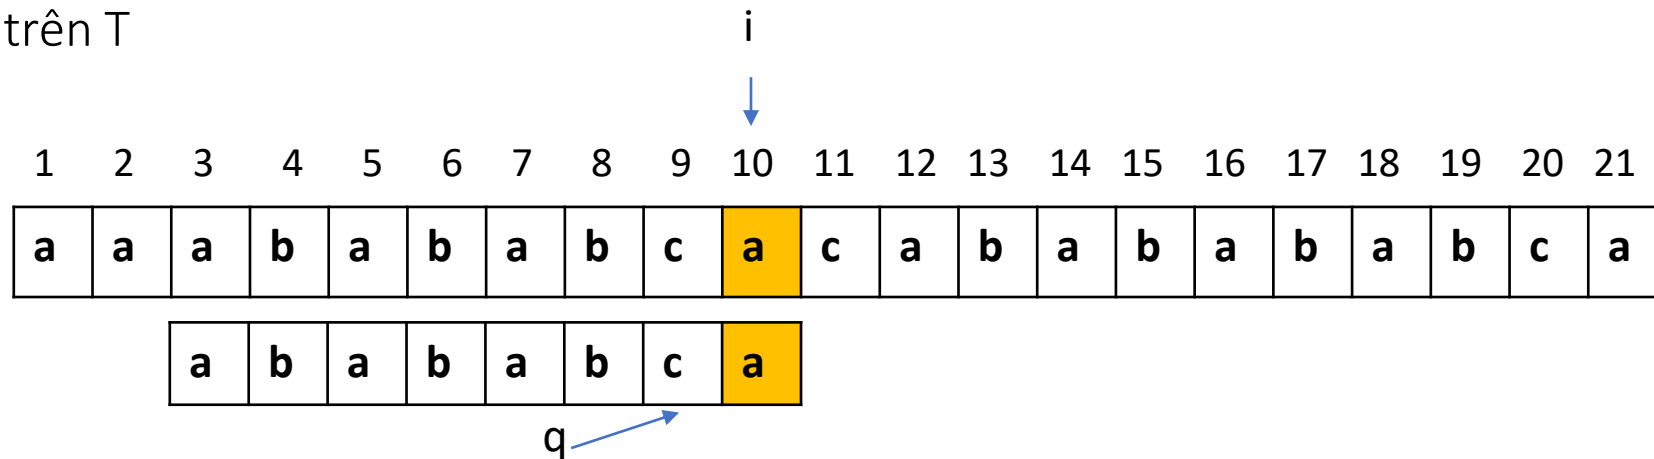 trên T
i
1 2 3 4 5 6 7 8 9 10 11 12 13 14 15 16 17 18 19 20 21
a a a b a b a b c a c a b a b a b a b c a
a b a b a b c a
q